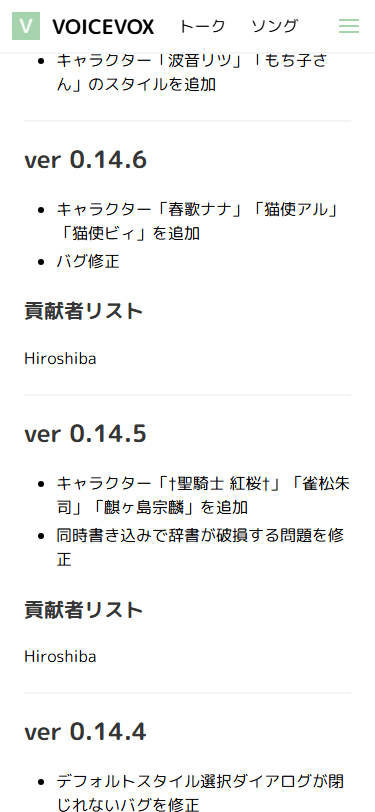 V VOICEVOX トーク ソング
キャラクター「波音リツ」「もち子さ
ん」のスタイルを追加
ver 0.14.6
キャラクター「春歌ナナ」「猫使アル」
「猫使ビィ」を追加
バグ修正
貢献者リスト
Hiroshiba
ver 0.14.5
キャラクター「†聖騎士 紅桜†」「雀松朱
司」「麒ヶ島宗麟」を追加
同時書き込みで辞書が破損する問題を修
正
貢献者リスト
Hiroshiba
ver 0.14.4
デフォルトスタイル選択ダイアログが閉
じれないバグを修正